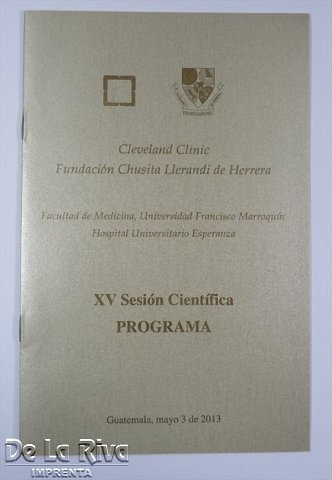 Cleveland Clinic
Fundación Chusita Llerandi de Herrera
Facultad de Medicina, Universidad Francisco Marroquín
Hospital Universitario Esperanza
XV Sesión Científica
PROGRAMA
Guatemala, mayo 3 de 2013
De La Riva
IMPRENTA